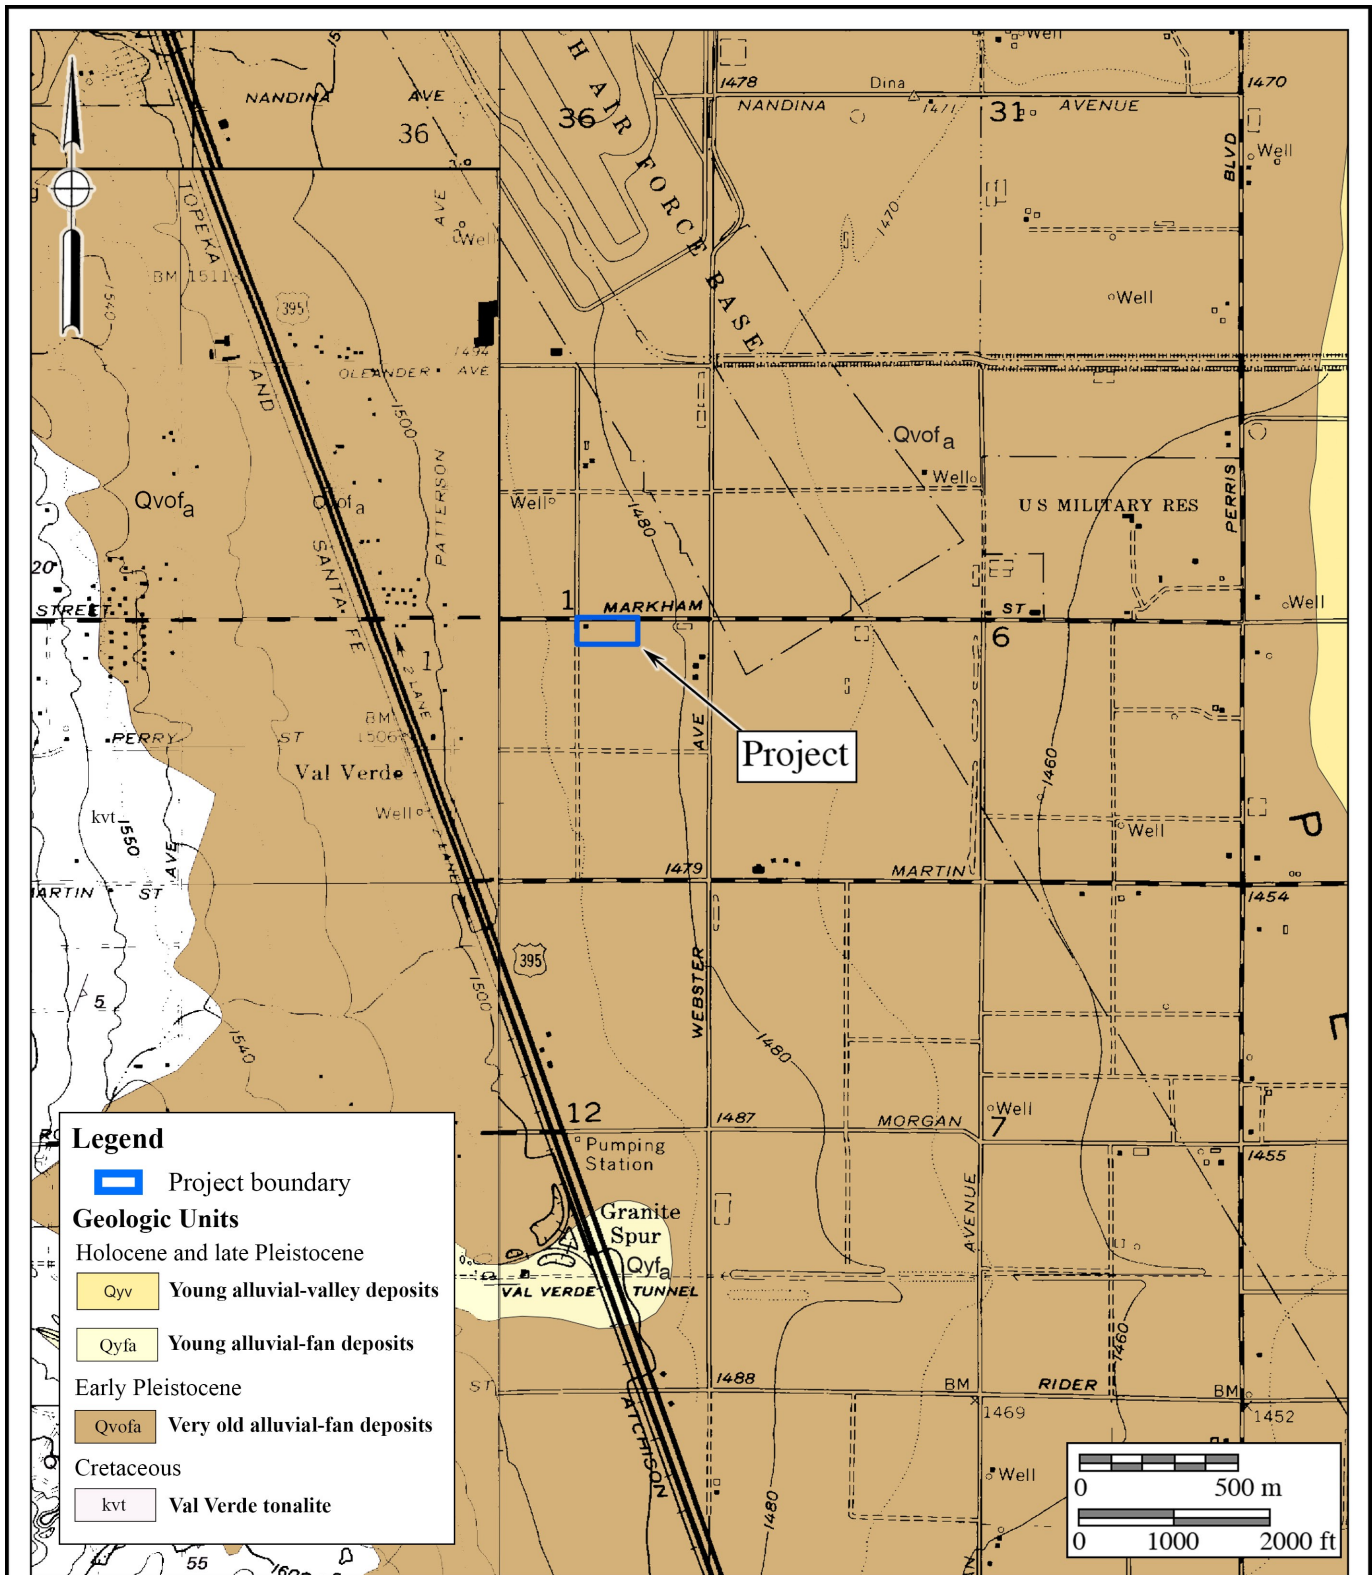 Well
1478
Dina
1470
NANDINA
AVE
36
36
CH AIR FORCE BASE
NANDINA
1471
31
AVENUE
BLVD
Well
TOPEKA
AVE
Well
1470
BM 1511
1540
395
Well
1494
OLEANDER
AVE
AND
1500
Qvofa
Well
PATTERSON
Qvofa
Qvofa
Well
1480
U S MILITARY RES
PERRIS
SANTA FE
20
STREET
1
MARKHAM
ST
Well
6
1
2 LANE
BM
1506
PERRY
ST
AVE
Project
Val Verde
1460
Well
kvt
1550
AVE
Well
LANE
1479
MARTIN
MARTIN
ST
1454
P
395
5
1500
WEBSTER
E
1540
1480
12
1487
MORGAN
Well
7
Pumping
Station
1455
Granite
Spur
AVENUE
Qyfa
VAL VERDE
TUNNEL
1460
ST
1488
BM
RIDER
BM
1469
1452
ATCHISON
Well
1480
55
1600
Legend
Project boundary
Geologic Units
Holocene and late Pleistocene
Qyv Young alluvial-valley deposits
Qyfa Young alluvial-fan deposits
Early Pleistocene
Qvofa Very old alluvial-fan deposits
Cretaceous
kvt Val Verde tonalite
0 500 m
0 1000 2000 ft